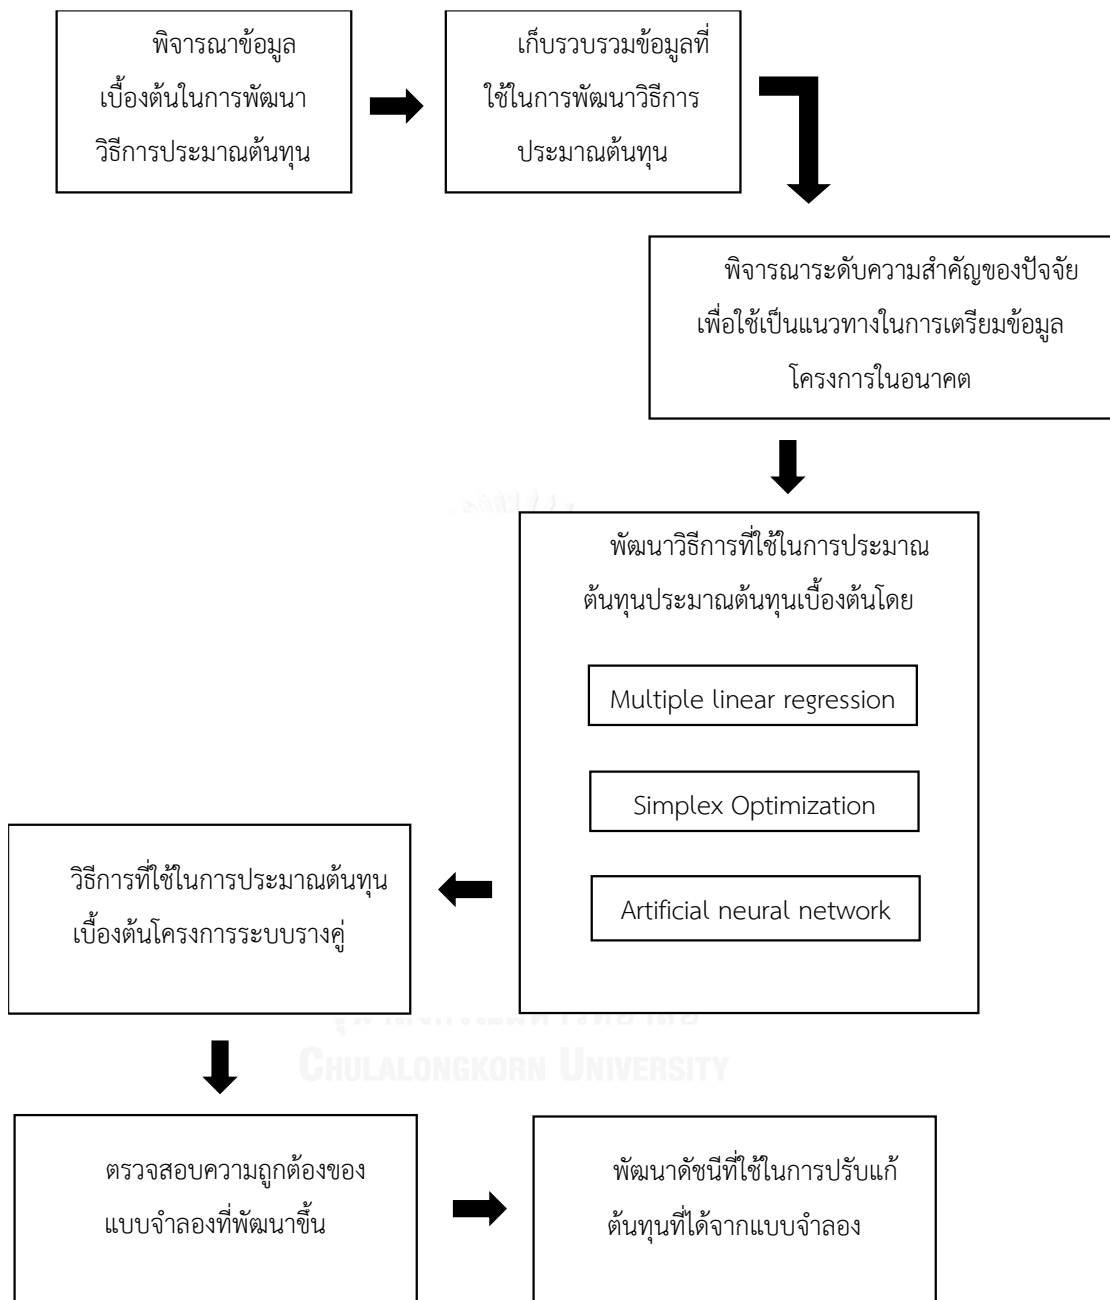 พิจารณาข้อมูล
เบื้องต้นในการพัฒนา
วิธีการประมาณต้นทุน
เก็บรวบรวมข้อมูลที่
ใช้ในการพัฒนาวิธีการ
ประมาณต้นทุน
พิจารณาระดับความสำคัญของปัจจัย
เพื่อใช้เป็นแนวทางในการเตรียมข้อมูล
โครงการในอนาคต
พัฒนาวิธีการที่ใช้ในการประมาณ
ต้นทุนประมาณต้นทุนเบื้องต้นโดย
Multiple linear regression
Simplex Optimization
Artificial neural network
วิธีการที่ใช้ในการประมาณต้นทุน
เบื้องต้นโครงการระบบรางคู่
CHULALONGKORN UNIVERSITY
ตรวจสอบความถูกต้องของ
แบบจำลองที่พัฒนาขึ้น
พัฒนาดัชนีที่ใช้ในการปรับแก้
ต้นทุนที่ได้จากแบบจำลอง